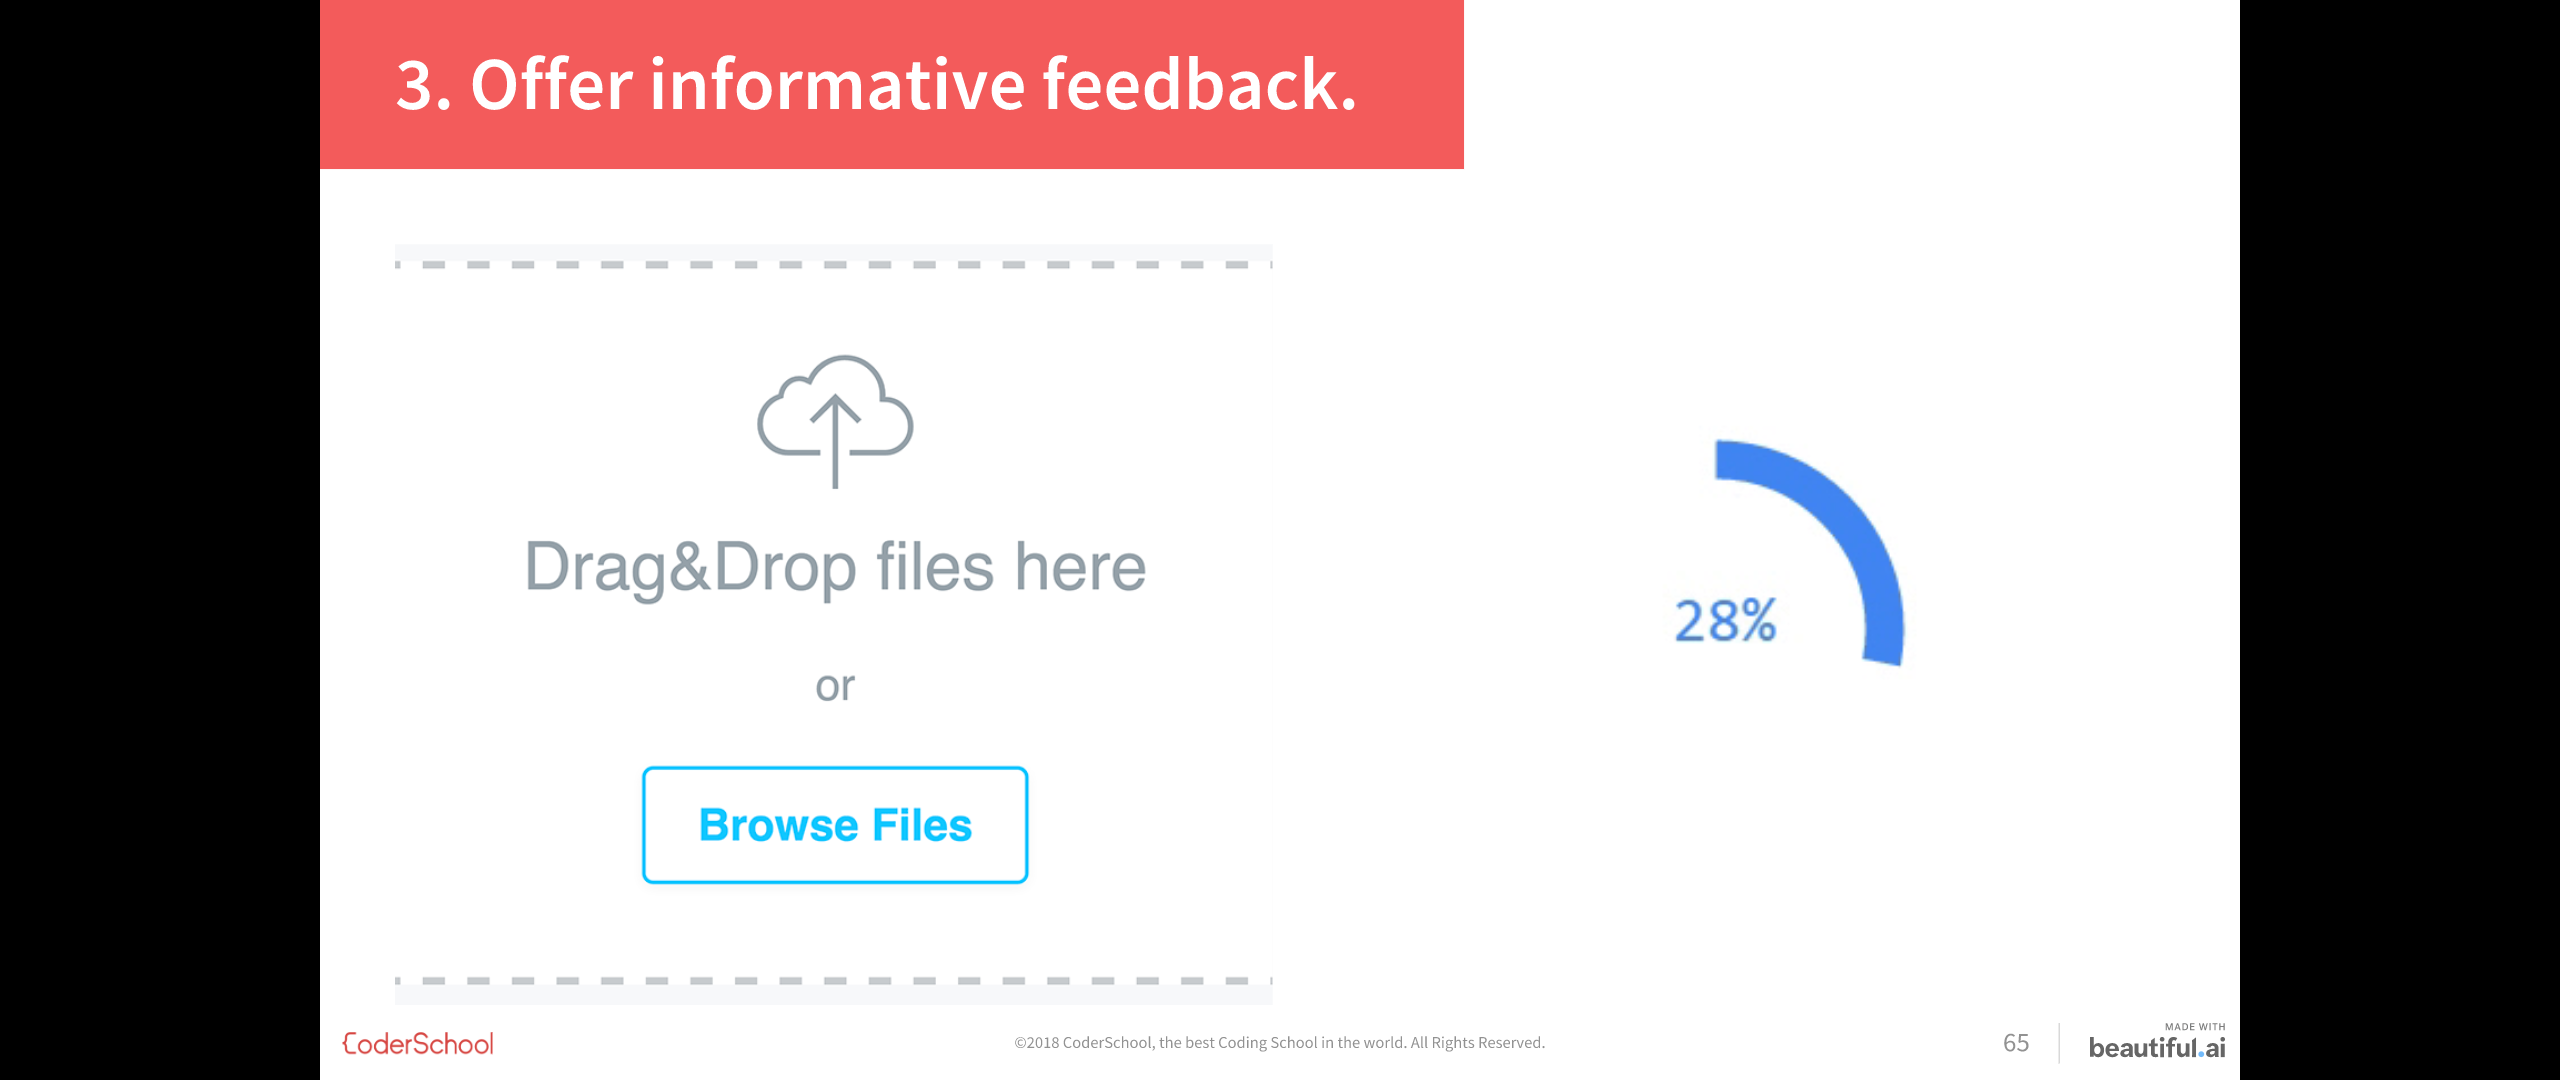 3. Offer informative feedback.
Drag&Drop files here
or
Browse Files
28%
CoderSchool
©2018 CoderSchool, the best Coding School in the world. All Rights Reserved.
65
MADE WITH
beautiful.ai